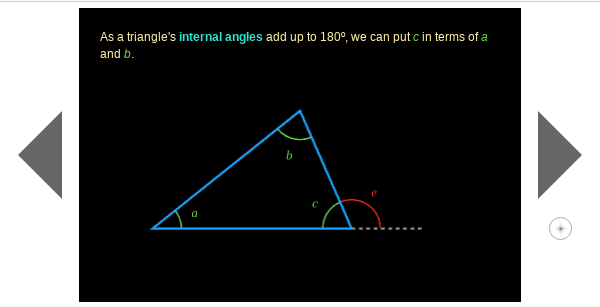 As a triangle's internal angles add up to 180º, we can put c in terms of a
and b.
b
e
c
a